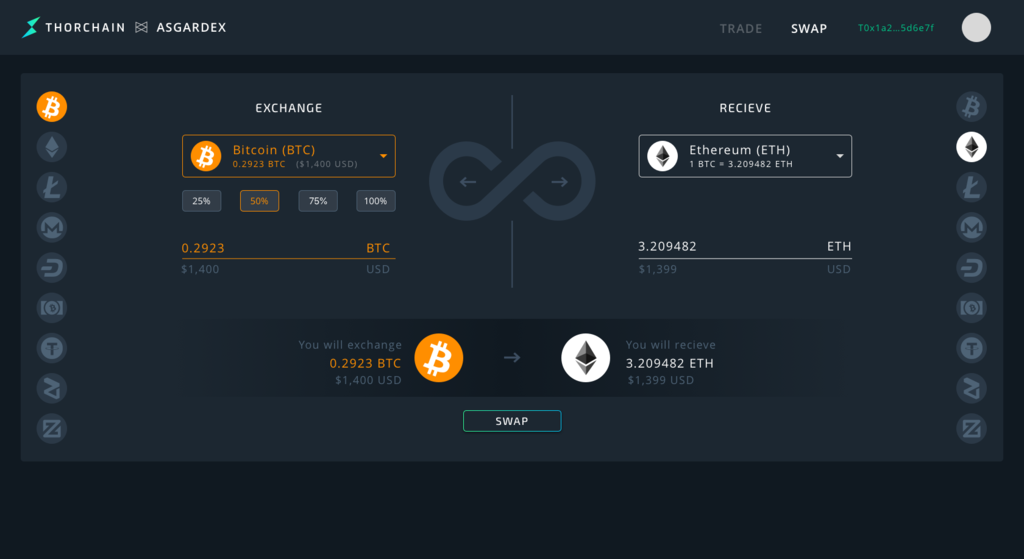 THORCHAIN ASGARDEX
TRADE SWAP T0x1a2...5d6e7f
EXCHANGE
Bitcoin (BTC)
0.2923 BTC ($1,400 USD)
25% 50% 75% 100%
0.2923 BTC
$1,400 USD
RECIEVE
Ethereum (ETH)
1 BTC = 3.209482 ETH
3.209482 ETH
$1,399 USD
You will exchange
0.2923 BTC
$1,400 USD
You will recieve
3.209482 ETH
$1,399 USD
SWAP